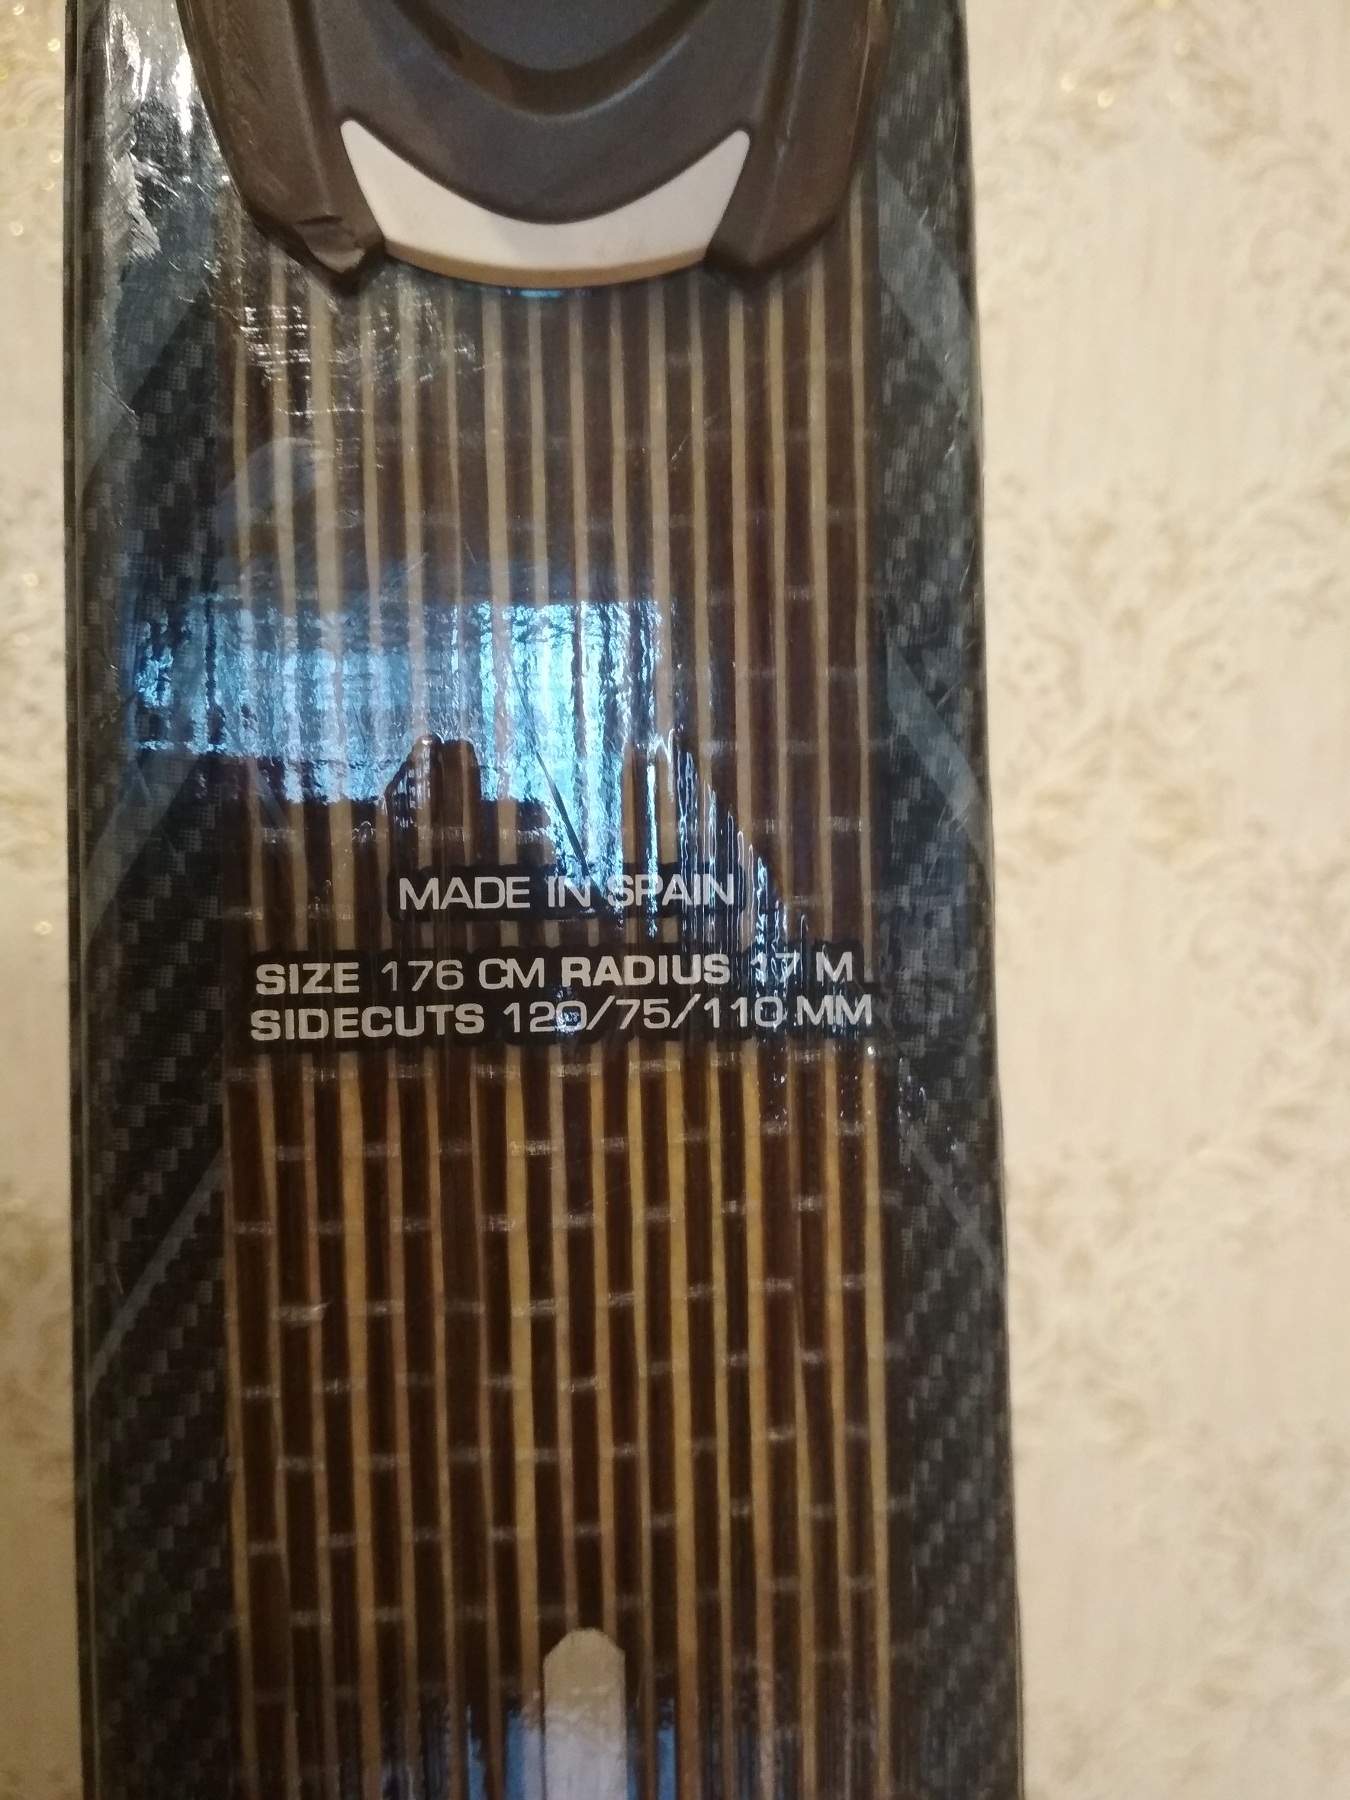 MADE IN SPAIN
SIZE 176 CM RADIUS 17 M
SIDECUTS 120/75/110 MM